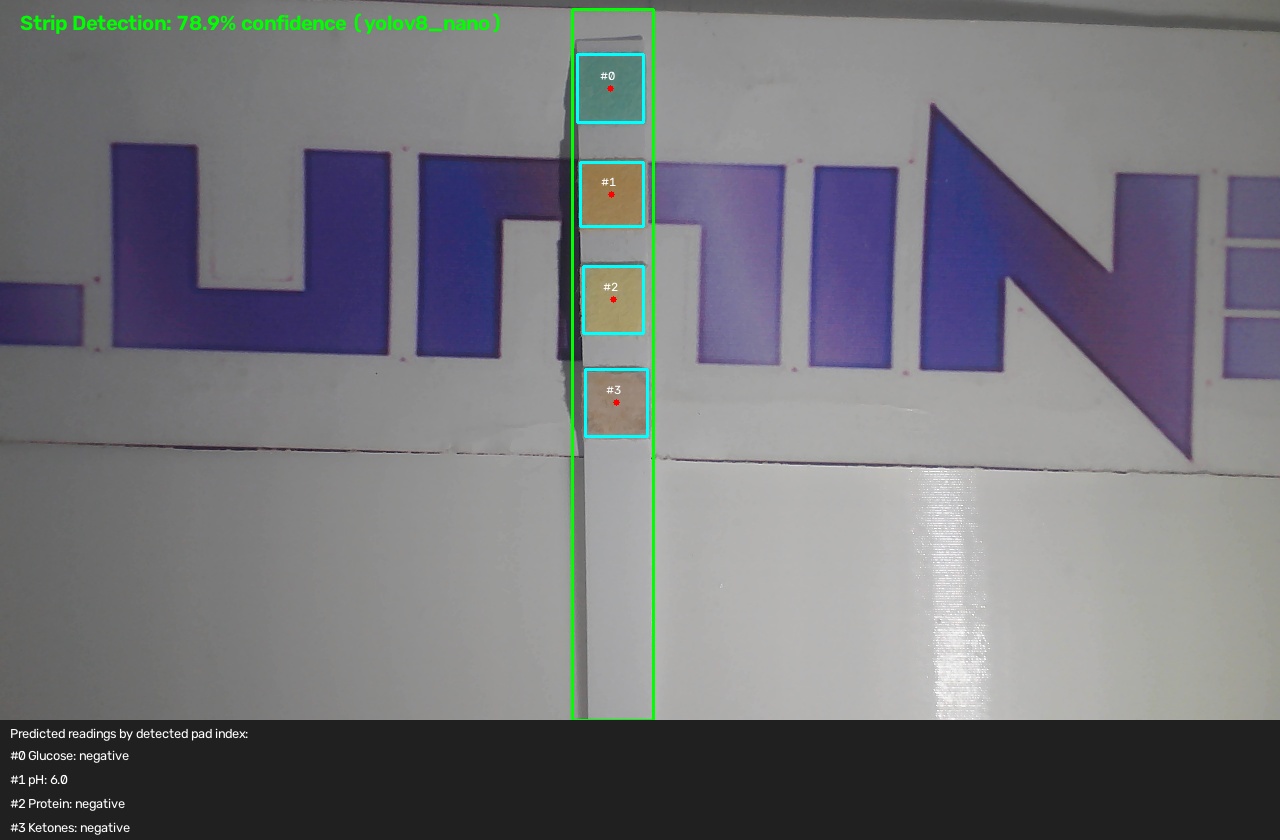 Strip Detection: 78.9% confidence (yolov8_nano)
#0
UMIN
#1
#2
#3
Predicted readings by detected pad index:
#0 Glucose: negative
#1 pH: 6.0
#2 Protein: negative
#3 Ketones: negative